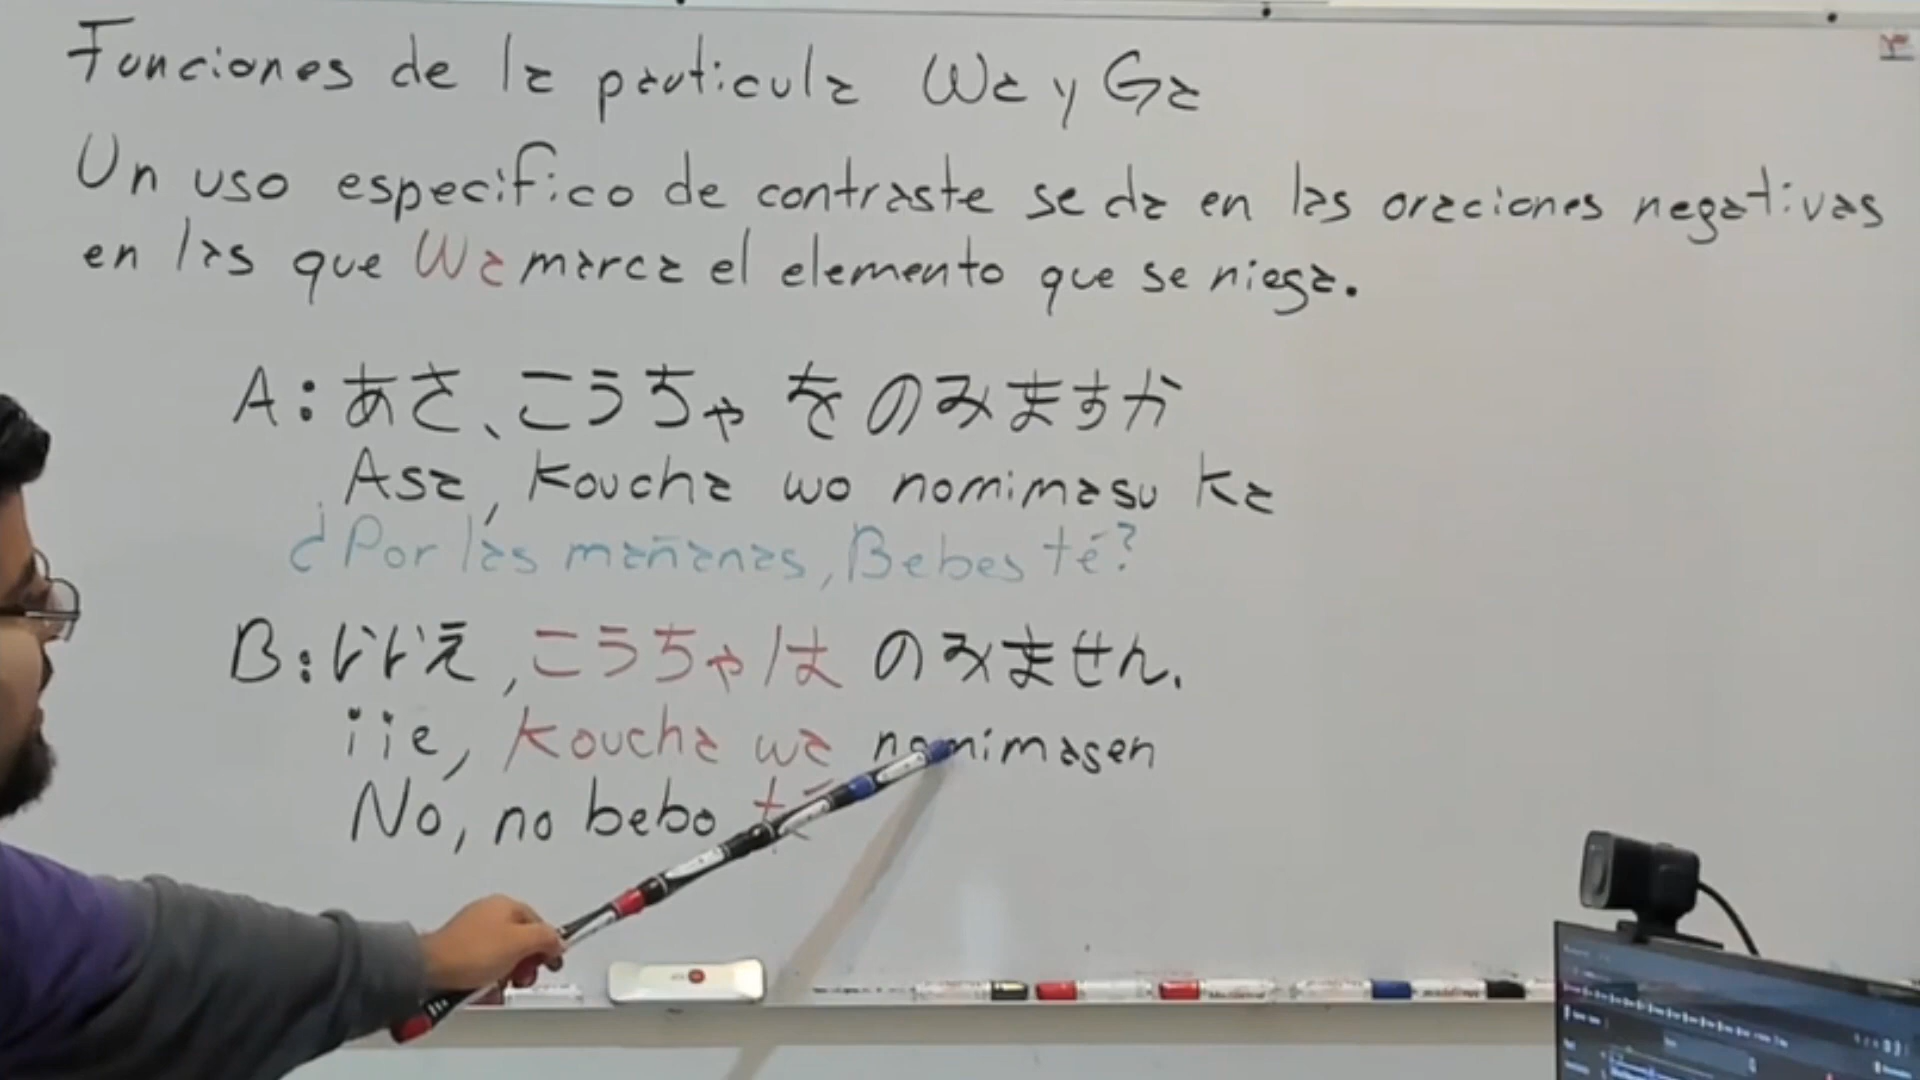 Funciones de la particula Wa y Ga
Un uso especifico de contraste se da en las oraciones negativas
en las que Wa marca el elemento que se niega.
A: あさ、こうちゃ を のみますか
Asa, Koucha wo nomimasu Ka
¿Por las mañanas, Bebes té?
B: いいえ, こうちゃ は のみません.
iie, Koucha wa nomimasen
No, no bebo té